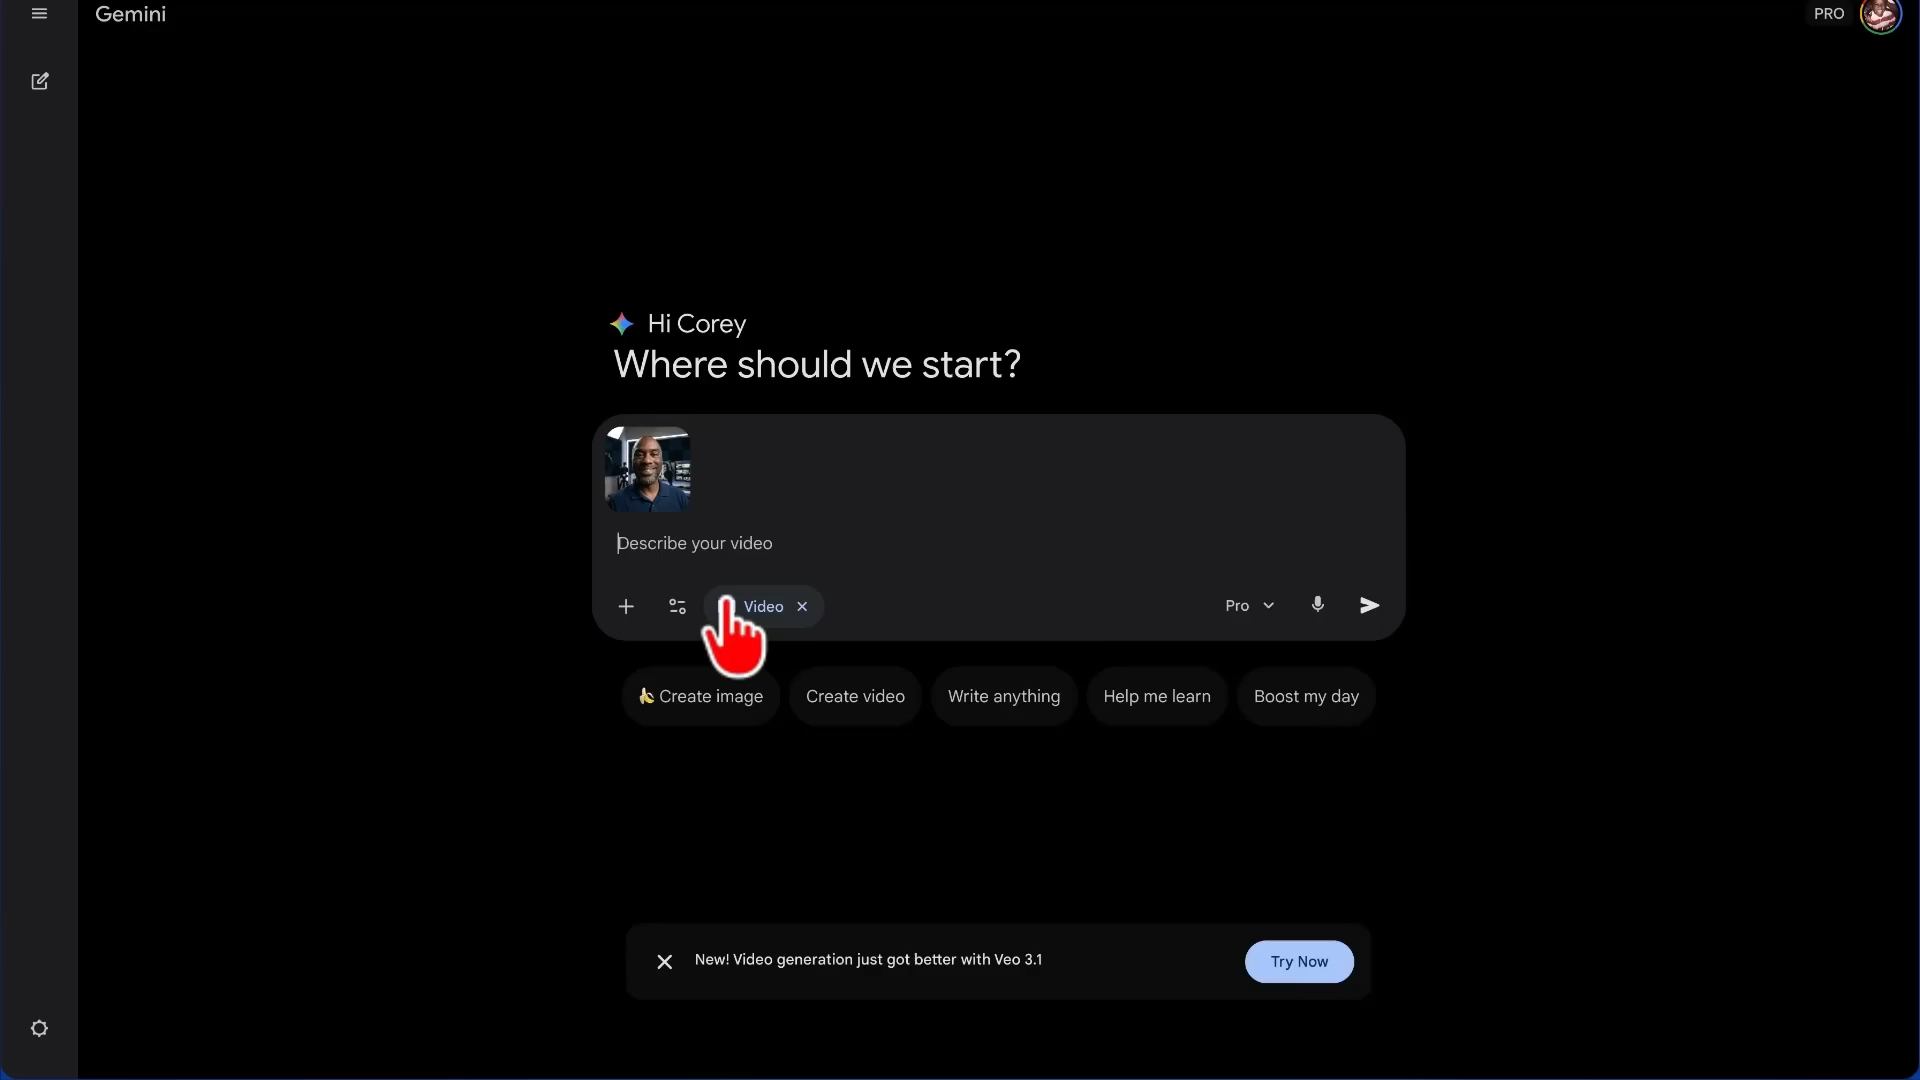 Gemini
PRO
Hi Corey
Where should we start?
Describe your video
Video
Pro
Create image
Create video
Write anything
Help me learn
Boost my day
New! Video generation just got better with Veo 3.1
Try Now